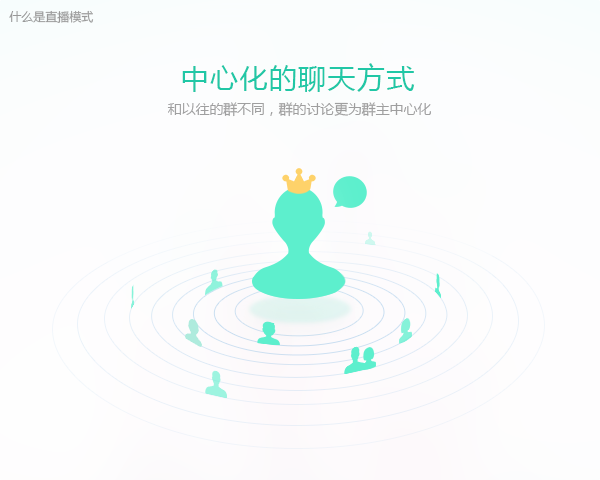 什么是直播模式
中心化的聊天方式
和以往的群不同，群的讨论更为群主中心化